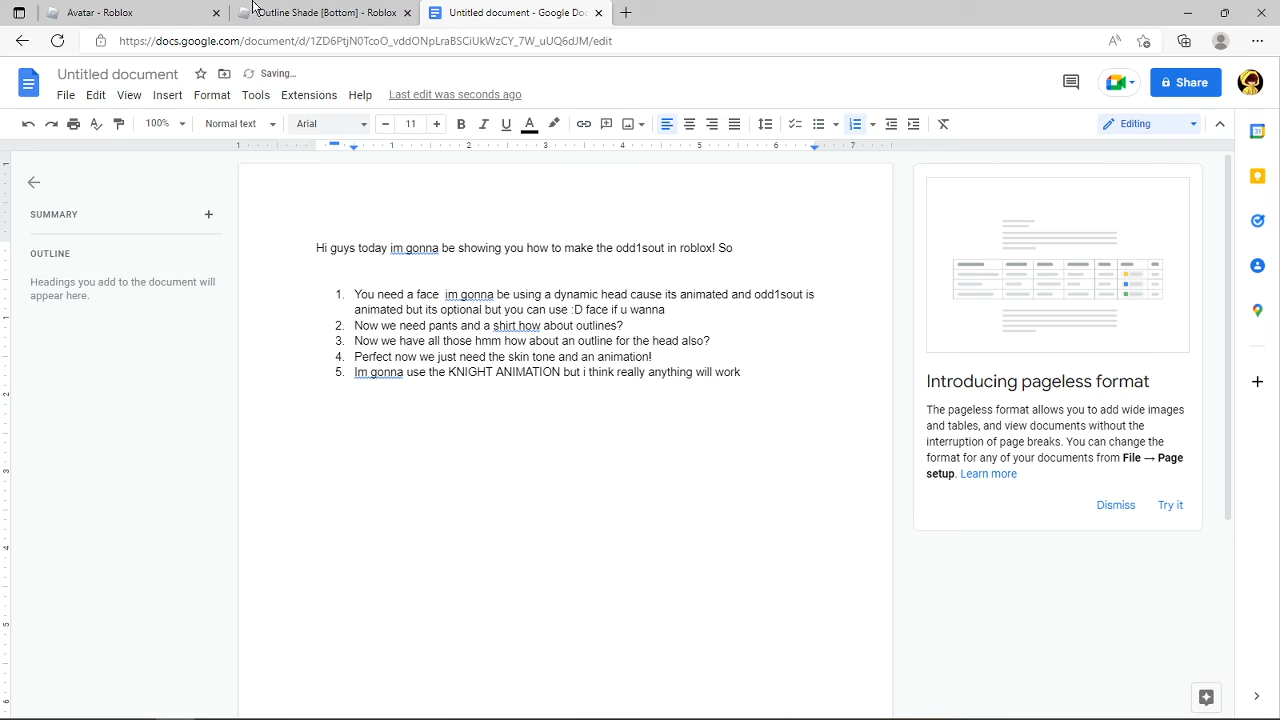 Avatar - Roblox
Outline Shade [Bottom] - Roblox
Untitled document - Google Do
https://docs.google.com/document/d/1ZD6PtjN0TcoO_vddONpLraBSCiUkWzCY_7W_uUQ6dJM/edit
Untitled document
Saving…
File Edit View Insert Format Tools Extensions Help Last edit was seconds ago
Share
100% Normal text Arial 11 Editing
1 1 2 3 4 5 6 7
SUMMARY
OUTLINE
Headings you add to the document will
appear here.
Hi guys today im gonna be showing you how to make the odd1sout in roblox! So
1. You need a face im gonna be using a dynamic head cause its animated and odd1sout is
animated but its optional but you can use :D face if u wanna
2. Now we need pants and a shirt how about outlines?
3. Now we have all those hmm how about an outline for the head also?
4. Perfect now we just need the skin tone and an animation!
5. Im gonna use the KNIGHT ANIMATION but i think really anything will work
Introducing pageless format
The pageless format allows you to add wide images
and tables, and view documents without the
interruption of page breaks. You can change the
format for any of your documents from File → Page
setup. Learn more
Dismiss Try it